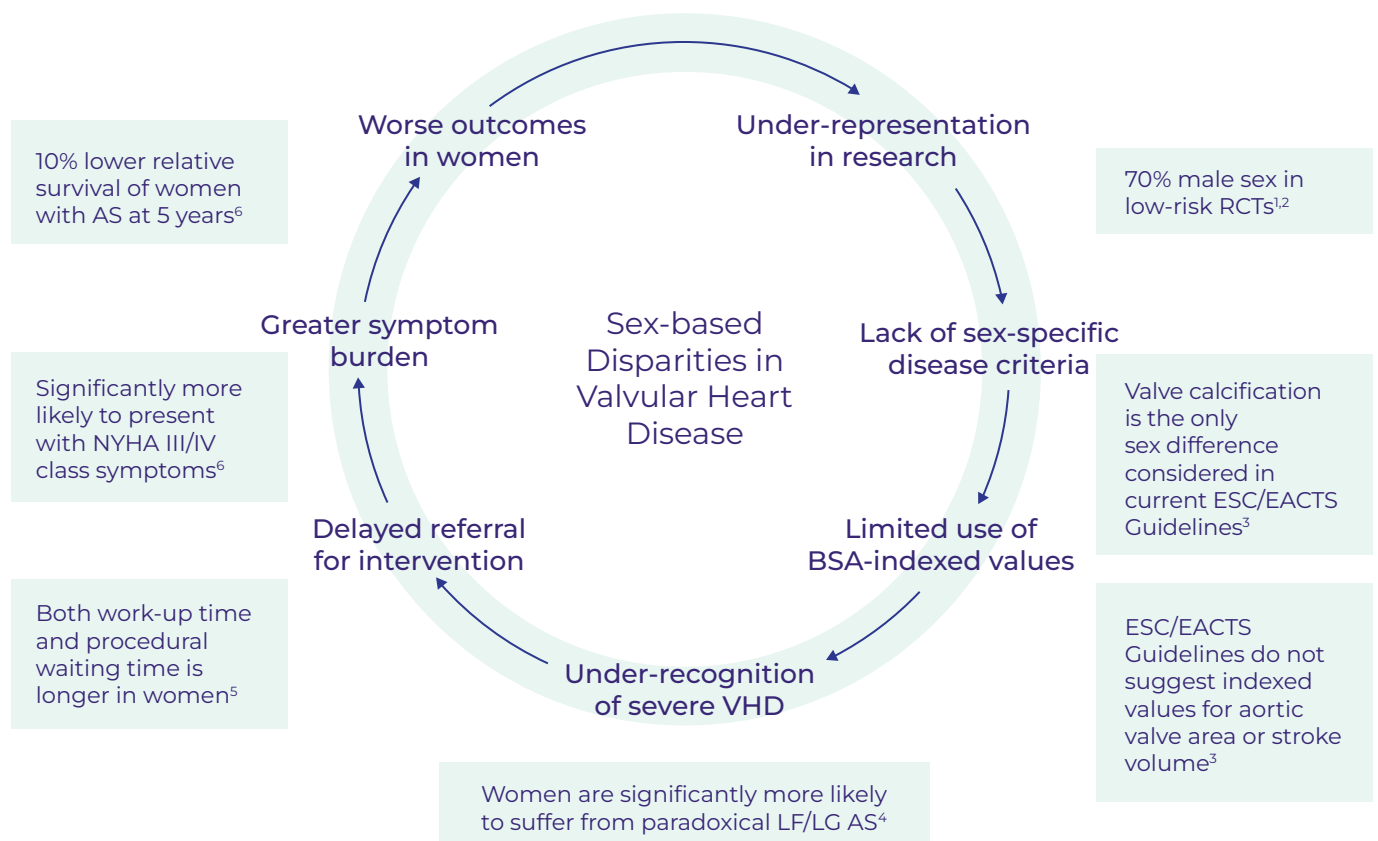 Sex-based
Disparities in
Valvular Heart
Disease
Worse outcomes
in women
Under-representation
in research
Lack of sex-specific
disease criteria
Limited use of
BSA-indexed values
Under-recognition
of severe VHD
Delayed referral
for intervention
Greater symptom
burden
10% lower relative
survival of women
with AS at 5 years⁶
70% male sex in
low-risk RCTs¹,²
Valve calcification
is the only
sex difference
considered in
current ESC/EACTS
Guidelines³
ESC/EACTS
Guidelines do not
suggest indexed
values for aortic
valve area or stroke
volume³
Women are significantly more likely
to suffer from paradoxical LF/LG AS⁴
Both work-up time
and procedural
waiting time is
longer in women⁵
Significantly more
likely to present
with NYHA III/IV
class symptoms⁶